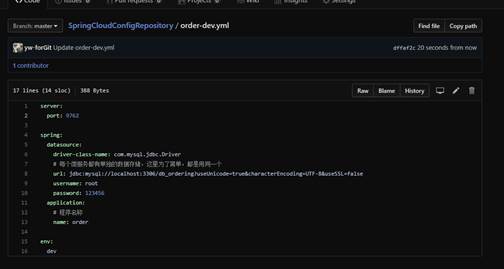 Code Issues Pull requests Projects Wiki Insights Settings
Branch: master
SpringCloudConfigRepository / order-dev.yml
Find file Copy path
yw-forGit Update order-dev.yml
dffaf2c 20 seconds from now
1 contributor
17 lines (14 sloc) 388 Bytes
Raw Blame History
1 server:
2 port: 9762
3
4 spring:
5 datasource:
6 driver-class-name: com.mysql.jdbc.Driver
7 # 每个微服务都有单独的数据存储，这里为了简单，都是用同一个
8 url: jdbc:mysql://localhost:3306/db_ordering?useUnicode=true&characterEncoding=UTF-8&useSSL=false
9 username: root
10 password: 123456
11 application:
12 # 程序名称
13 name: order
14
15 env:
16 dev